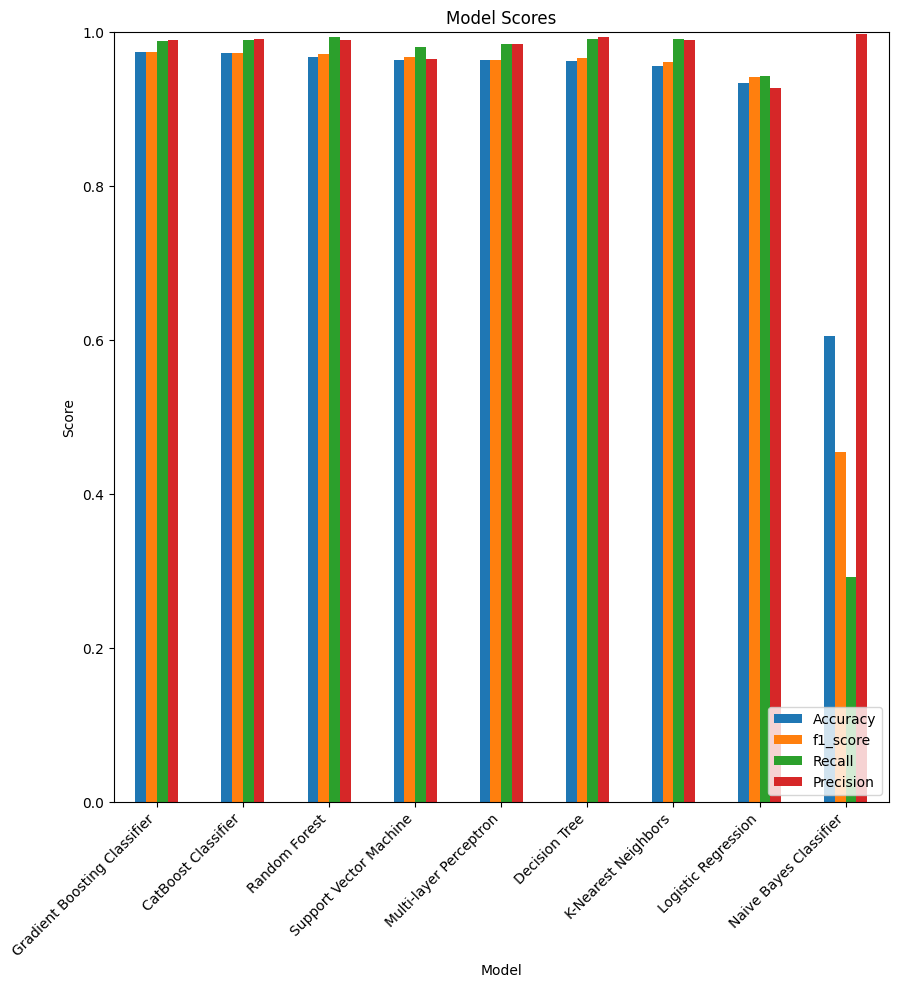 Model Scores
1.0
0.8
0.6
0.4
0.2
0.0
Score
Accuracy
f1_score
Recall
Precision
Gradient Boosting Classifier
CatBoost Classifier
Random Forest
Support Vector Machine
Multi-layer Perceptron
Decision Tree
K-Nearest Neighbors
Logistic Regression
Naive Bayes Classifier
Model